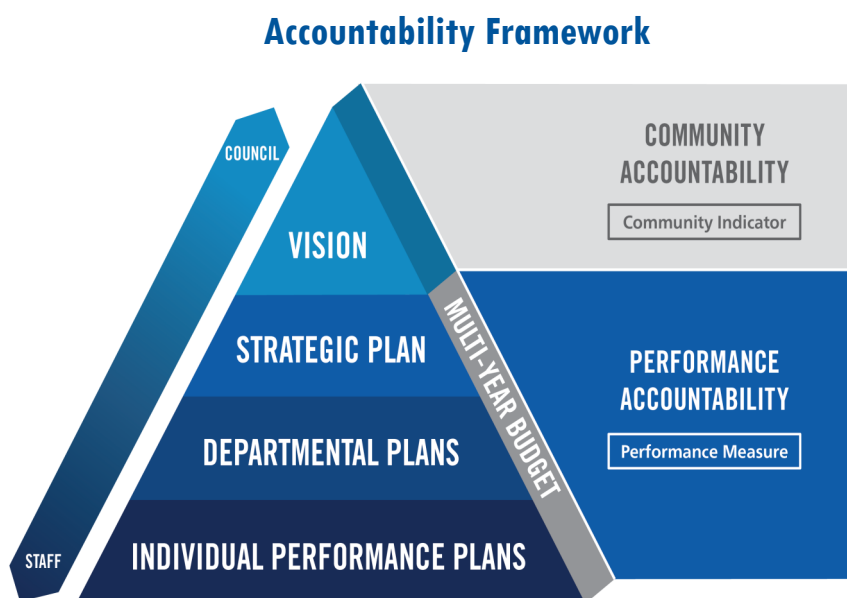 Accountability Framework
COUNCIL
STAFF
VISION
STRATEGIC PLAN
DEPARTMENTAL PLANS
INDIVIDUAL PERFORMANCE PLANS
MULTI-YEAR BUDGET
COMMUNITY
ACCOUNTABILITY
Community Indicator
PERFORMANCE
ACCOUNTABILITY
Performance Measure